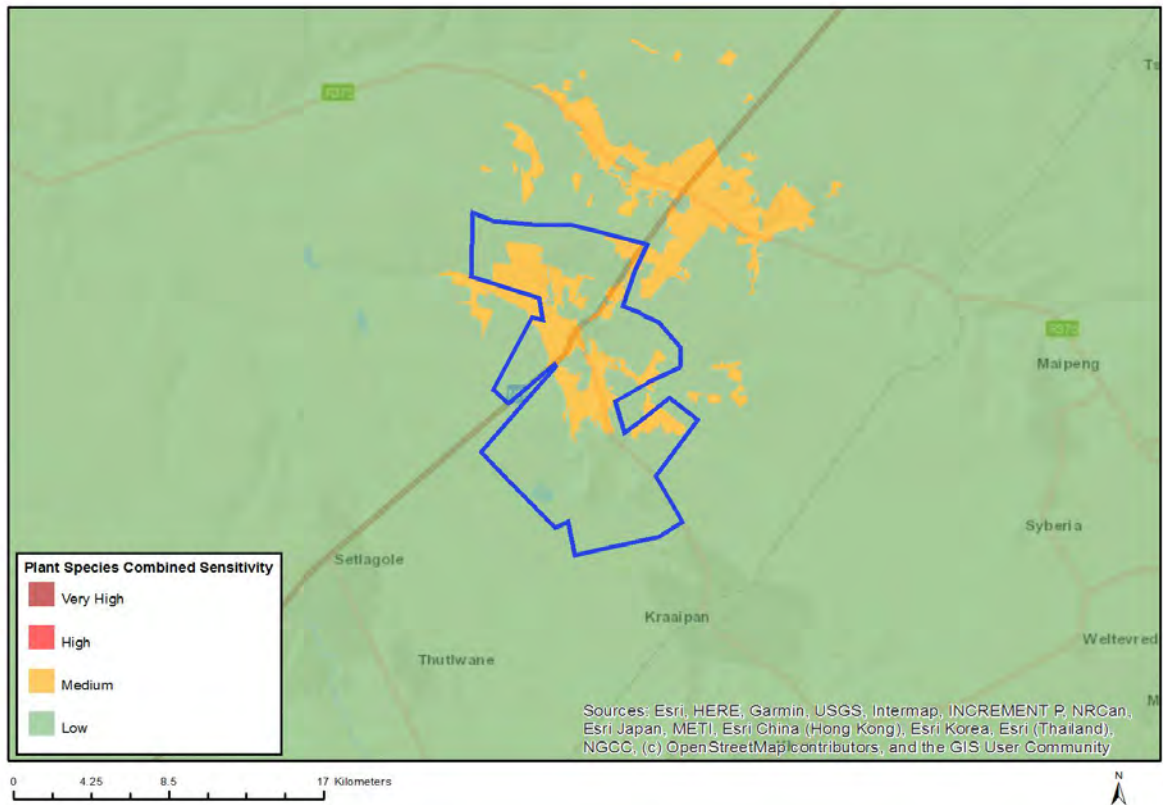 Ts
R375
Maipeng
Syberia
Setlagole
Kraaipan
Thutlwane
Weltevred
M
Plant Species Combined Sensitivity
Very High
High
Medium
Low
Sources: Esri, HERE, Garmin, USGS, Intermap, INCREMENT P, NRCan,
Esri Japan, METI, Esri China (Hong Kong), Esri Korea, Esri (Thailand),
NGCC, (c) OpenStreetMap contributors, and the GIS User Community
0 4.25 8.5 17 Kilometers
N